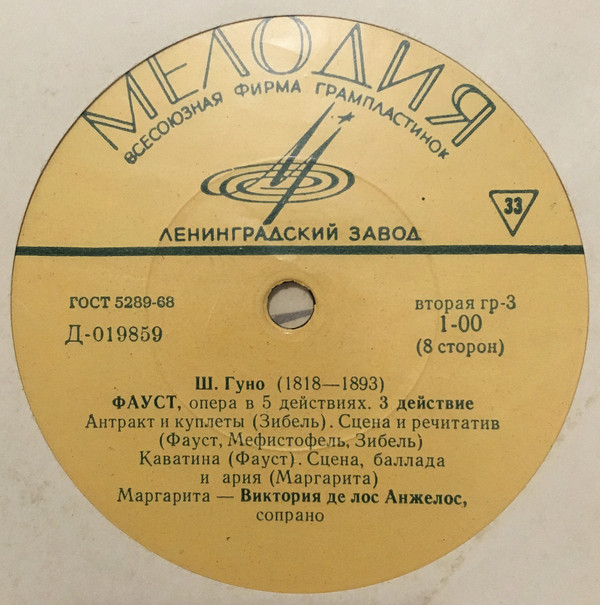 МЕЛОДИЯ
ВСЕСОЮЗНАЯ ФИРМА ГРАМПЛАСТИНОК
33
ЛЕНИНГРАДСКИЙ ЗАВОД
ГОСТ 5289-68
Д-019859
вторая гр-3
1-00
(8 сторон)
Ш. Гуно (1818—1893)
ФАУСТ, опера в 5 действиях. 3 действие
Антракт и куплеты (Зибель). Сцена и речитатив
(Фауст, Мефистофель, Зибель)
Каватина (Фауст). Сцена, баллада
и ария (Маргарита)
Маргарита — Виктория де лос Анжелос,
сопрано